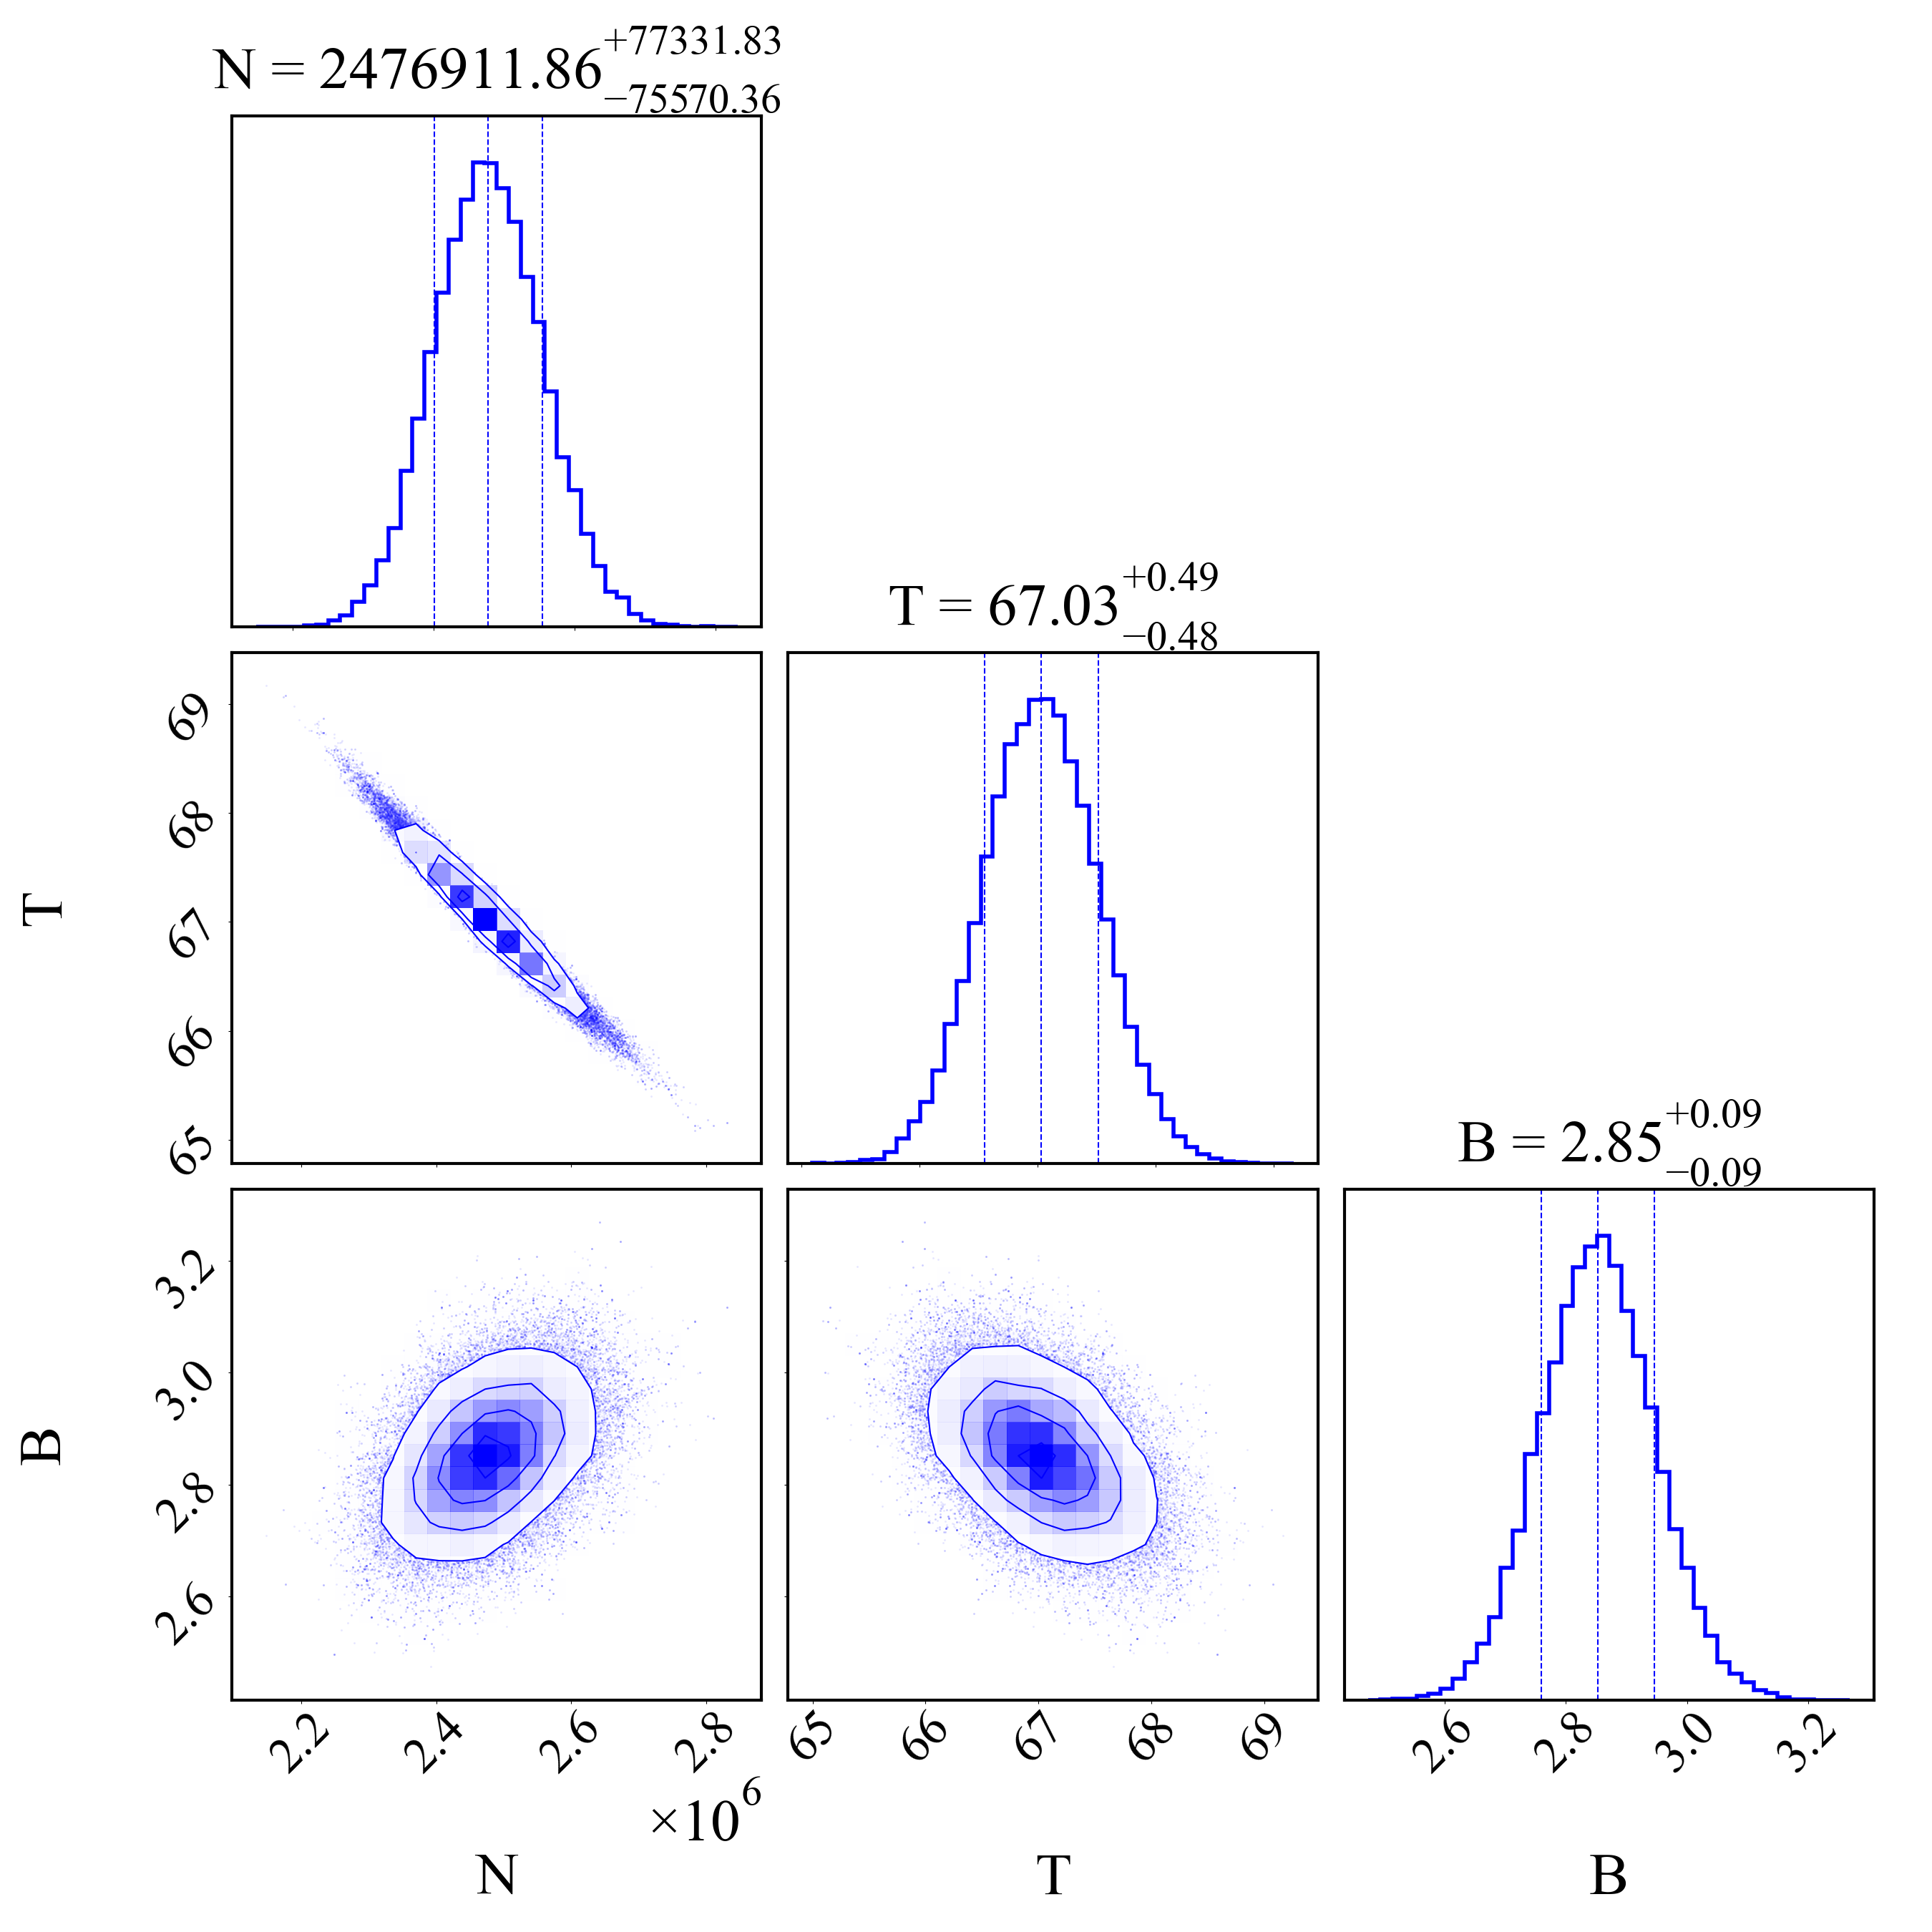 N = 2476911.86 +77331.83 −75570.36
T = 67.03 +0.49 −0.48
69
68
67
66
65
T
B = 2.85 +0.09 −0.09
3.2
3.0
2.8
2.6
B
2.2 2.4 2.6 2.8
×10^6
N
65 66 67 68 69
T
2.6 2.8 3.0 3.2
B